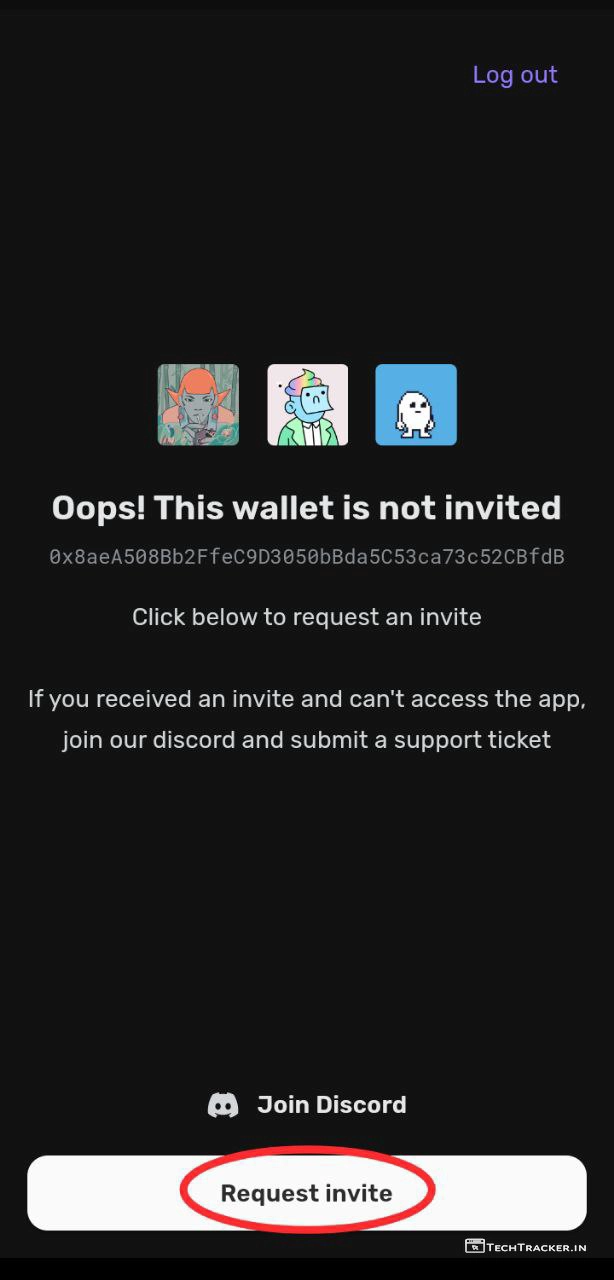 Log out
Oops! This wallet is not invited
0x8aeA508Bb2FfeC9D3050bBda5C53ca73c52CBfdB
Click below to request an invite
If you received an invite and can't access the app,
join our discord and submit a support ticket
Join Discord
Request invite
TechTracker.in